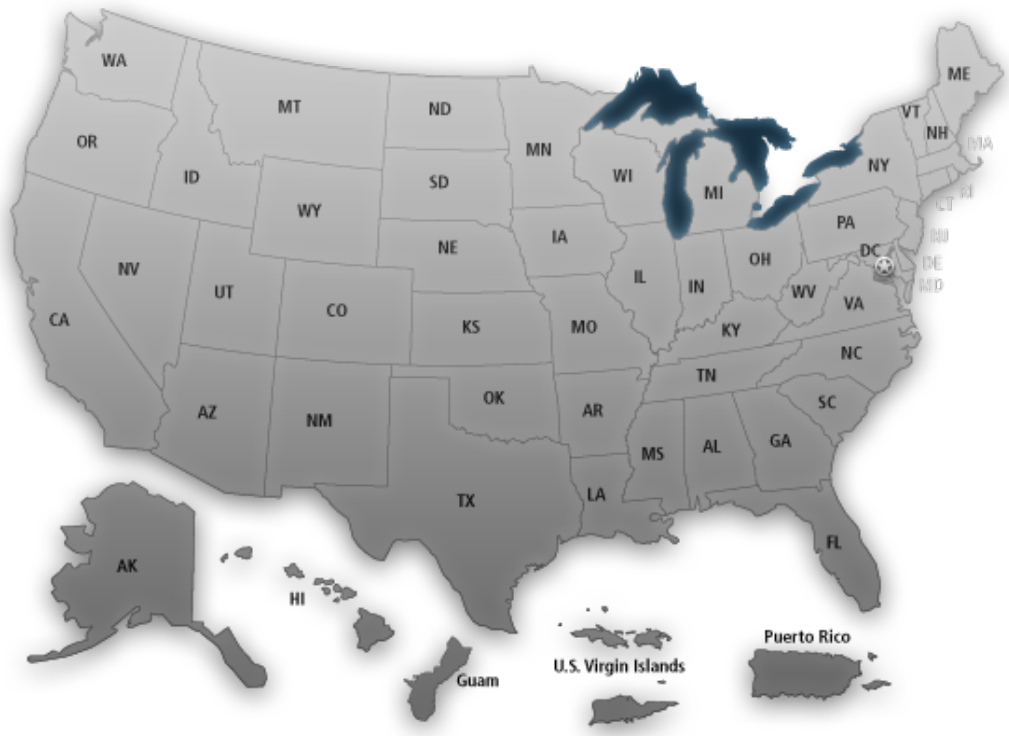 WA
MT
ND
MN
ME
VT
NH
MA
OR
ID
SD
WI
MI
NY
RI
CT
WY
IA
PA
NJ
NE
NV
UT
CO
IL
IN
OH
DC
DE
MD
WV
VA
CA
KS
MO
KY
NC
TN
AZ
NM
OK
AR
SC
MS
AL
GA
TX
LA
FL
AK
HI
Guam
U.S. Virgin Islands
Puerto Rico